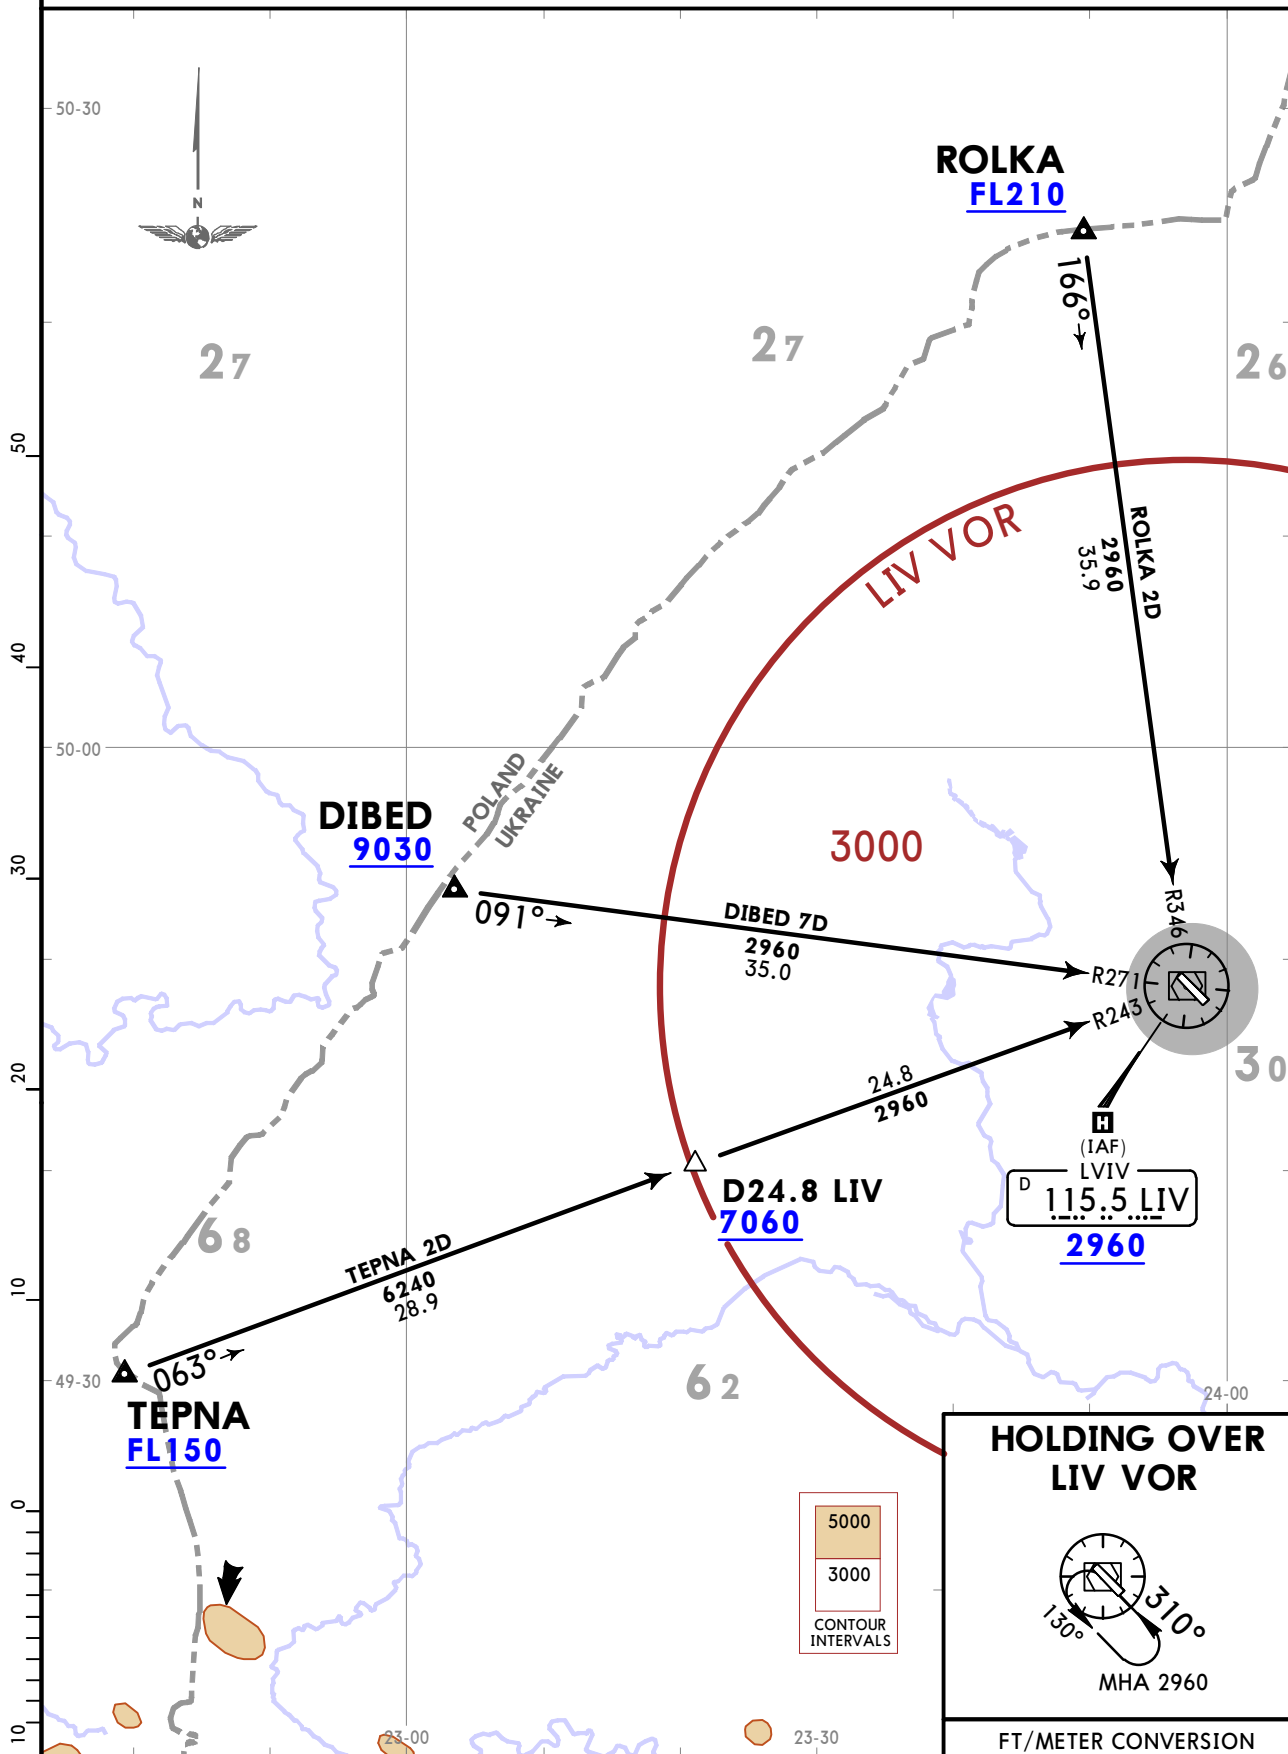 50-30
N
ROLKA
FL210
166°
27
27
26
50
LIV VOR
ROLKA 2D
2960
35.9
40
50-00
POLAND
UKRAINE
DIBED
9030
3000
30
091°
DIBED 7D
2960
35.0
R346
R271
R243
20
30
24.8
2960
H
(IAF)
LVIV
D 115.5 LIV
2960
D24.8 LIV
7060
68
TEPNA 2D
6240
28.9
10
063°
49-30
TEPNA
FL150
62
24-00
HOLDING OVER
LIV VOR
0
5000
3000
CONTOUR
INTERVALS
310°
130°
MHA 2960
10
23-00
23-30
FT/METER CONVERSION